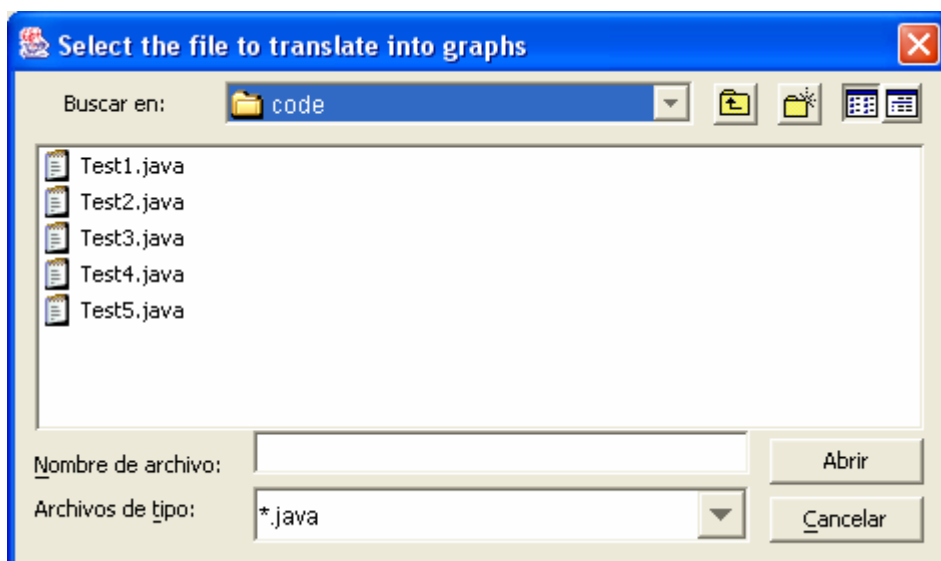 Select the file to translate into graphs
Buscar en: code
Test1.java
Test2.java
Test3.java
Test4.java
Test5.java
Nombre de archivo: Abrir
Archivos de tipo: *.java Cancelar